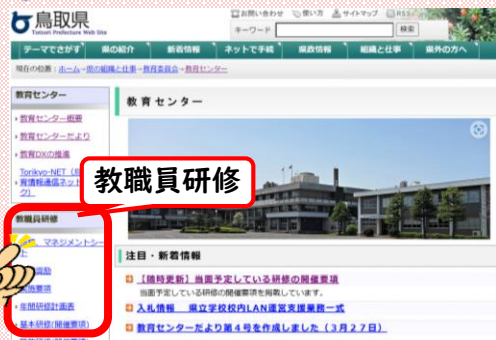 鳥取県
Tottori Prefecture Web Site
お問い合わせ 使い方 サイトマップ RSS
キーワード 検索
テーマでさがす 県の紹介 新着情報 ネットで手続 県政情報 組織と仕事 県外の方へ
現在の位置：ホーム→県の組織と仕事→教育委員会→教育センター
教育センター
教育センター
教育センター概要
教育センターだより
教育DXの推進
Torikyo-NET
育情報通信ネット
ク)
教職員研修
教職員研修
マネジメントシー
ト
年間研修計画表
基本研修(開催要項)
注目・新着情報
【随時更新】当面予定している研修の開催要項
当面予定している研修の開催要項を掲載しています。
入札情報 県立学校校内LAN運営支援業務一式
教育センターだより第４号を作成しました（３月２７日）